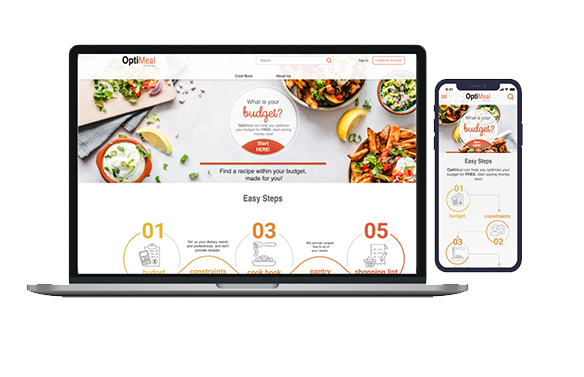 OptiMeal
Search...
Sign In
Create an Account
Cook Book
About Us
What is your
budget?
OptiMeal can help you optimize
your budget for FREE, start saving
money now!
Start
HERE!
Find a recipe within your budget,
made for you!
Easy Steps
01
03
05
Tell us your dietary needs
and preferences, and we'll
provide recipes.
We provide
recipes that
fit all of
your needs
budget
constraints
cook book
pantry
shopping list
OptiMeal
What is your
budget?
Easy Steps
OptiMeal can help you optimize your
budget for FREE, start saving money
now!
01
budget
constraints
02
03